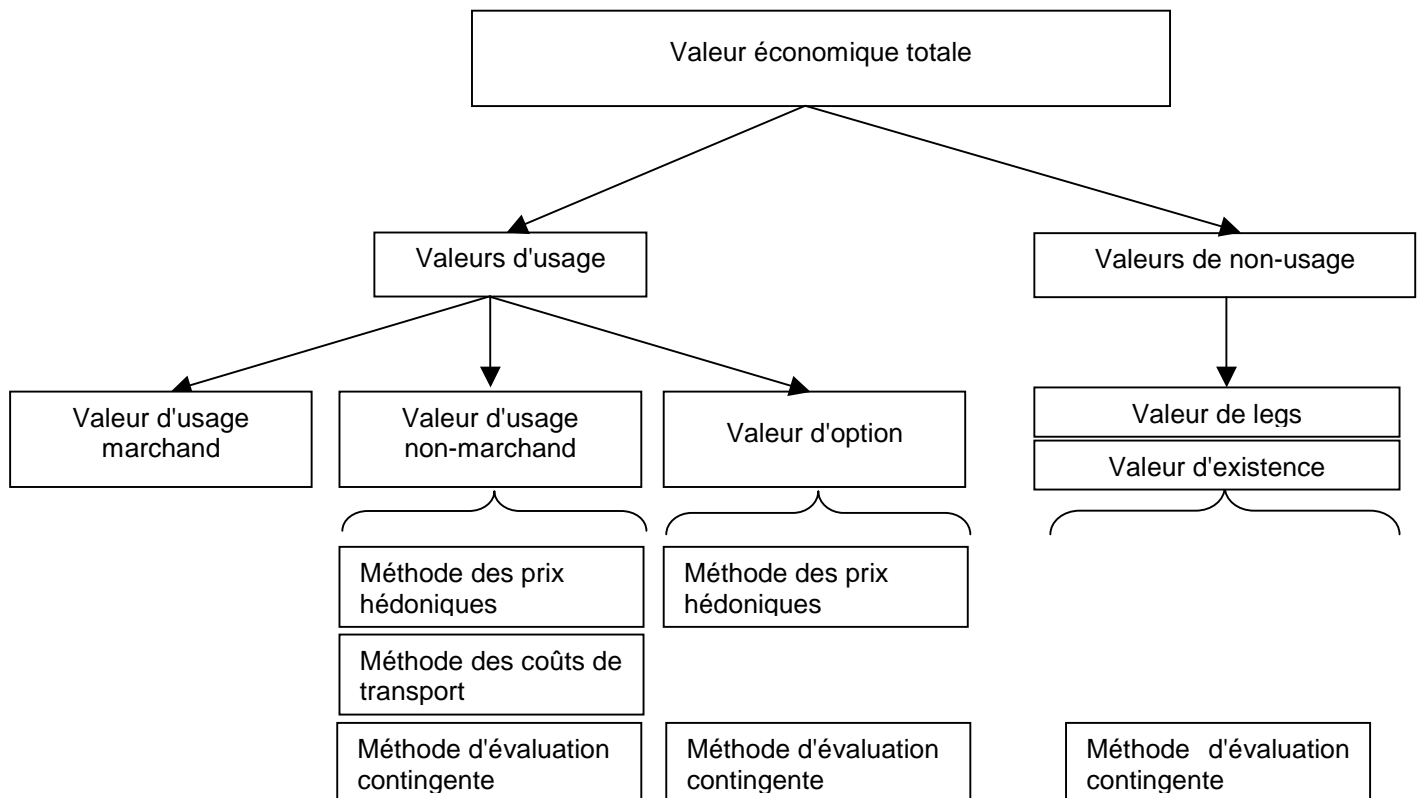 Valeur économique totale
Valeurs d'usage
Valeurs de non-usage
Valeur d'usage
marchand
Valeur d'usage
non-marchand
Valeur d'option
Valeur de legs
Valeur d'existence
Méthode des prix
hédoniques
Méthode des prix
hédoniques
Méthode des coûts de
transport
Méthode d'évaluation
contingente
Méthode d'évaluation
contingente
Méthode d'évaluation
contingente